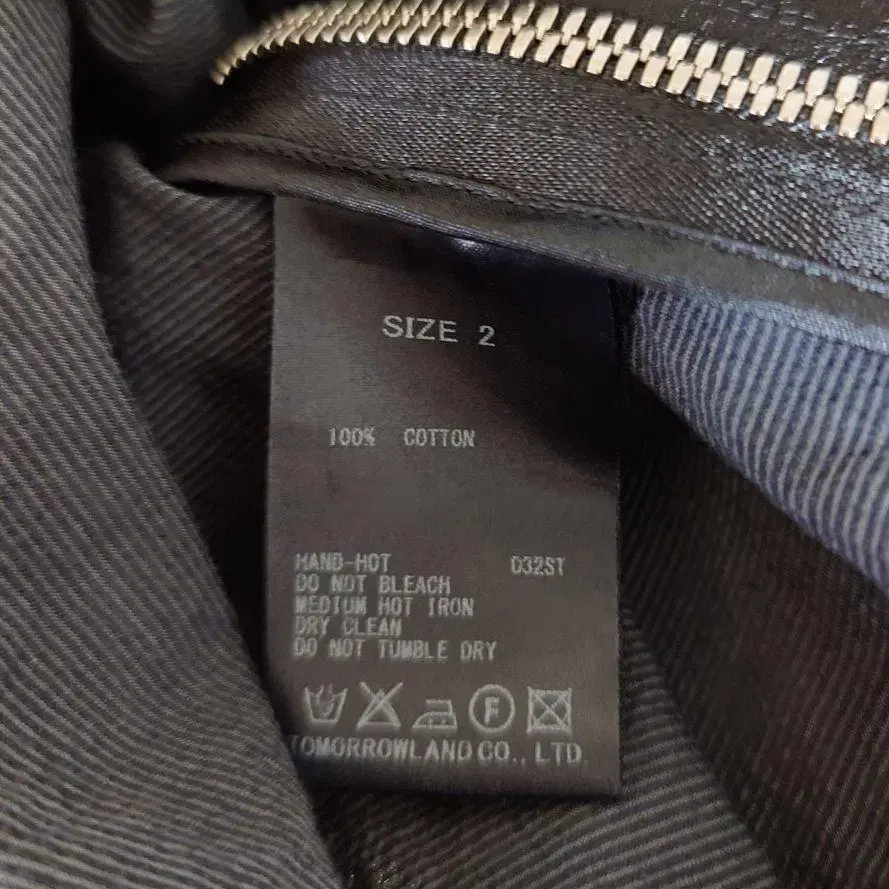 SIZE 2
100% COTTON
HAND-HOT D32ST
DO NOT BLEACH
MEDIUM HOT IRON
DRY CLEAN
DO NOT TUMBLE DRY
F
TOMORROWLAND CO., LTD.